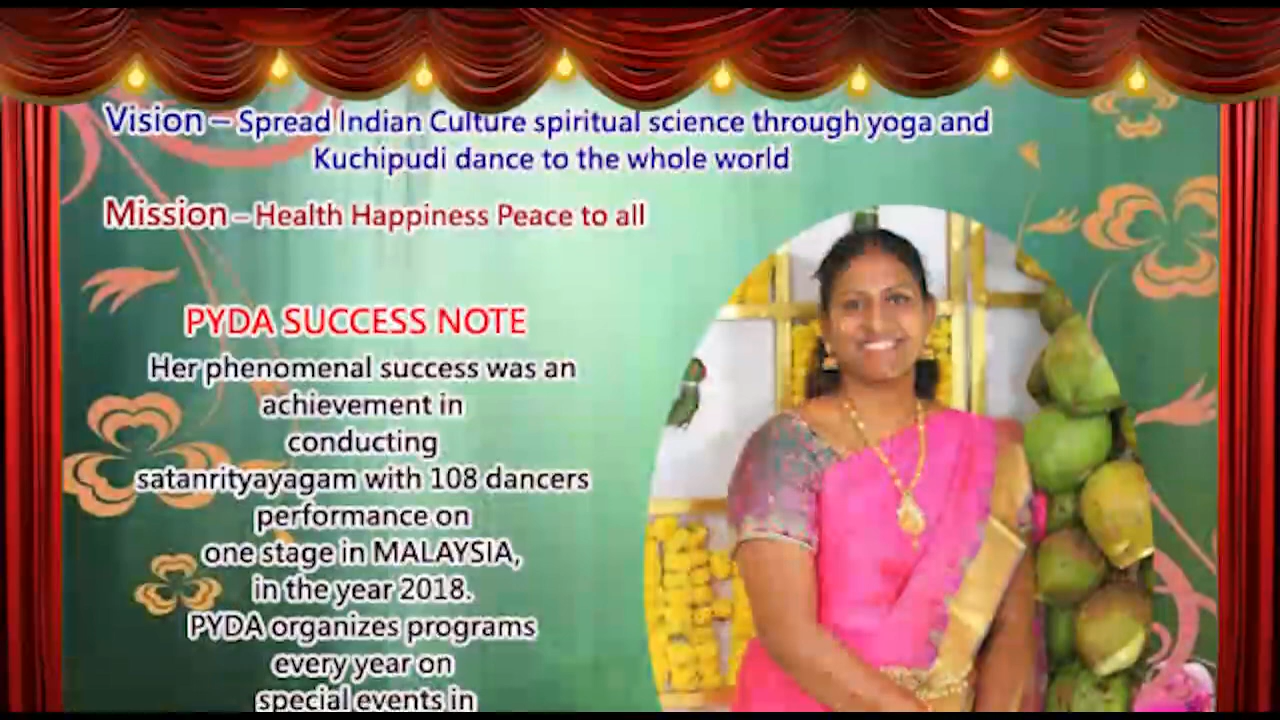 Vision – Spread Indian Culture spiritual science through yoga and
Kuchipudi dance to the whole world
Mission – Health Happiness Peace to all
PYDA SUCCESS NOTE
Her phenomenal success was an
achievement in
conducting
satanrityayagam with 108 dancers
performance on
one stage in MALAYSIA,
in the year 2018.
PYDA organizes programs
every year on
special events in